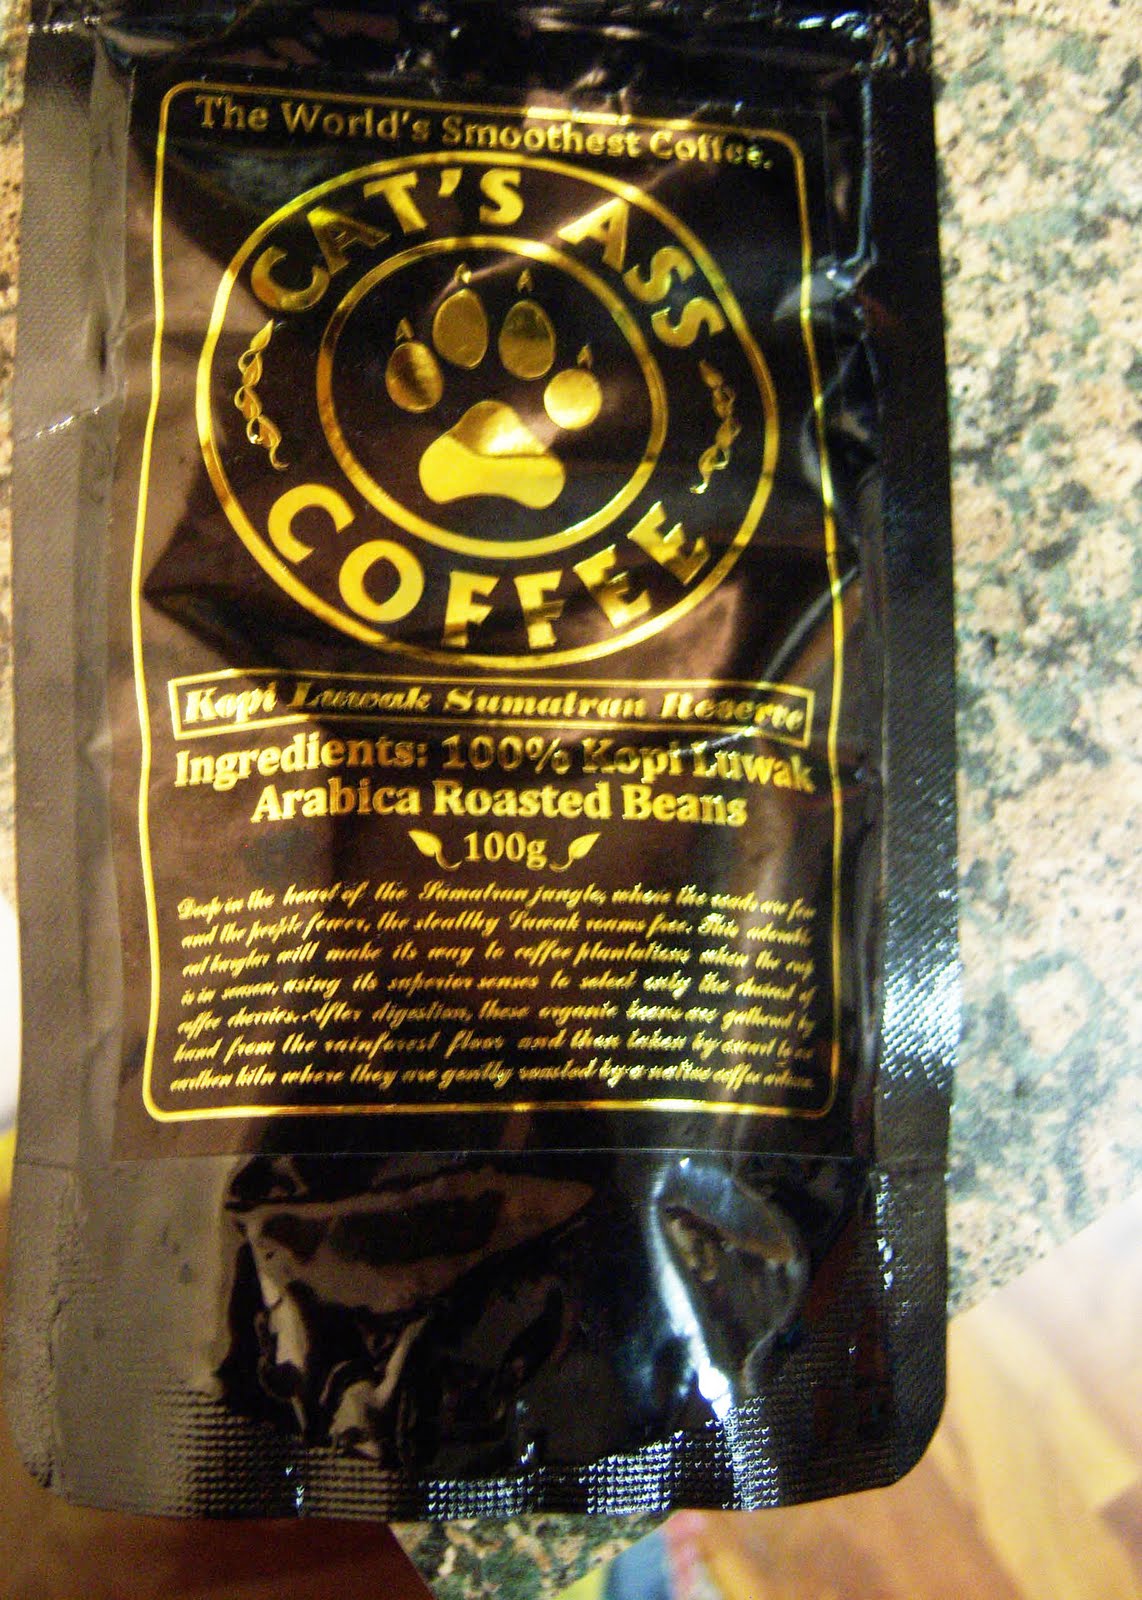 The World's Smoothest Coffee.
CAT'S ASS
COFFEE
Kopi Luwak Sumatran Reserve
Ingredients: 100% Kopi Luwak
Arabica Roasted Beans
100g
Deep in the heart of the Sumatran jungle, where the roads are few
and the people fewer, the stealthy Luwak roams free. This adorable
cat burglar will make its way to coffee plantations when the crop
is in season, using its superior senses to select only the choicest of
coffee cherries. After digestion, these organic beans are gathered by
hand from the rainforest floor and then taken by ascari to an
earthen kiln where they are gently roasted by a native coffee artisan.